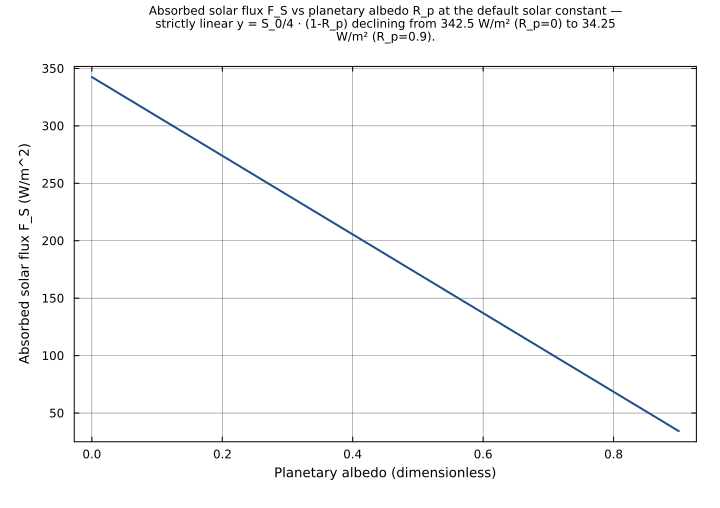 Absorbed solar flux F_S vs planetary albedo R_p at the default solar constant —
strictly linear y = S_0/4 · (1-R_p) declining from 342.5 W/m² (R_p=0) to 34.25
W/m² (R_p=0.9).
350
300
250
200
150
100
50
Absorbed solar flux F_S (W/m^2)
0.0 0.2 0.4 0.6 0.8
Planetary albedo (dimensionless)